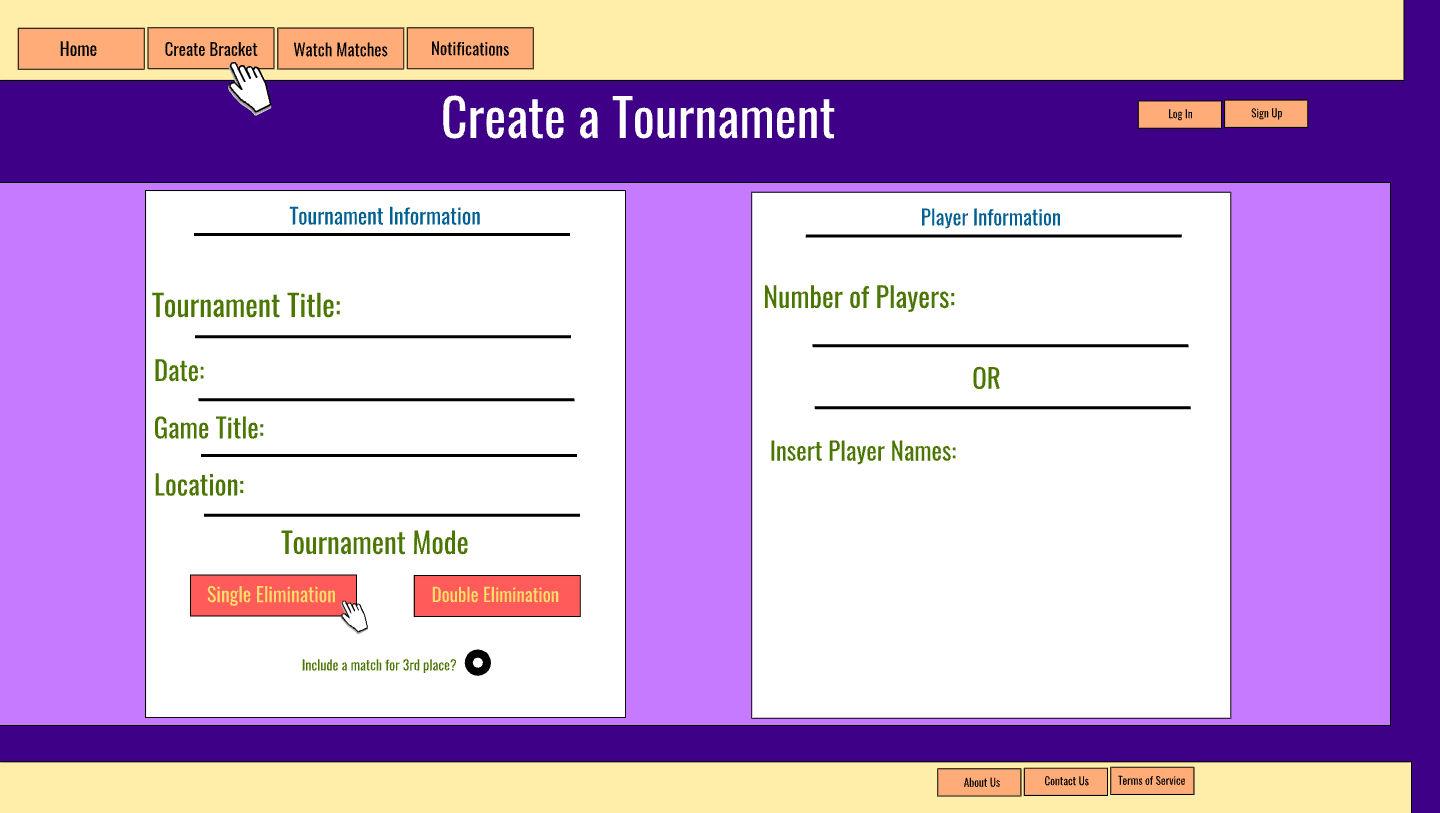 Home
Create Bracket
Watch Matches
Notifications
Create a Tournament
Log In
Sign Up
Tournament Information
Tournament Title:
Date:
Game Title:
Location:
Tournament Mode
Single Elimination
Double Elimination
Include a match for 3rd place?
Player Information
Number of Players:
OR
Insert Player Names:
About Us
Contact Us
Terms of Service